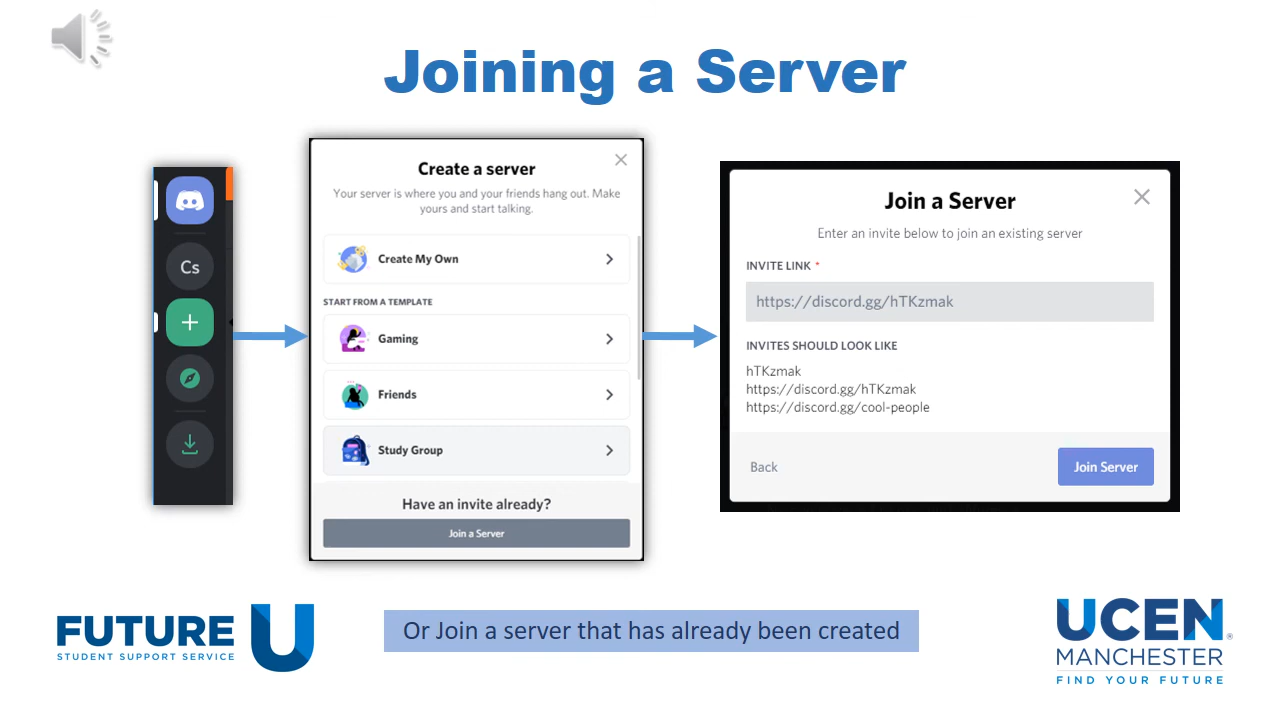 Joining a Server
Cs
Create a server
Your server is where you and your friends hang out. Make
yours and start talking.
Create My Own
START FROM A TEMPLATE
Gaming
Friends
Study Group
Have an invite already?
Join a Server
Join a Server
Enter an invite below to join an existing server
INVITE LINK *
https://discord.gg/hTKzmak
INVITES SHOULD LOOK LIKE
hTKzmak
https://discord.gg/hTKzmak
https://discord.gg/cool-people
Back
Join Server
FUTURE U
STUDENT SUPPORT SERVICE
Or Join a server that has already been created
UCEN®
MANCHESTER
FIND YOUR FUTURE